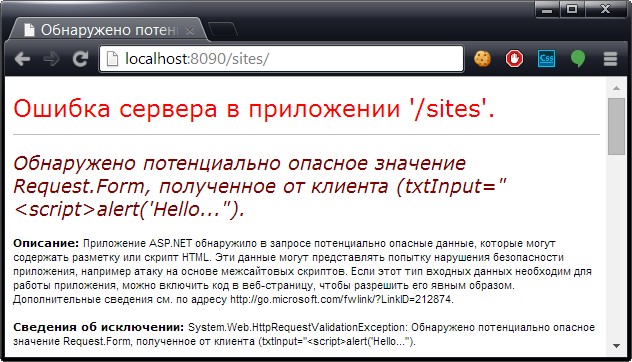 Обнаружено потен
localhost:8090/sites/
Css
Ошибка сервера в приложении '/sites'.
Обнаружено потенциально опасное значение
Request.Form, полученное от клиента (txtInput="
<script>alert('Hello...").
Описание: Приложение ASP.NET обнаружило в запросе потенциально опасные данные, которые могут
содержать разметку или скрипт HTML. Эти данные могут представлять попытку нарушения безопасности
приложения, например атаку на основе межсайтовых скриптов. Если этот тип входных данных необходим для
работы приложения, можно включить код в веб-страницу, чтобы разрешить его явным образом.
Дополнительные сведения см. по адресу http://go.microsoft.com/fwlink/?LinkID=212874.
Сведения об исключении: System.Web.HttpRequestValidationException: Обнаружено потенциально опасное
значение Request.Form, полученное от клиента (txtInput="<script>alert('Hello...").